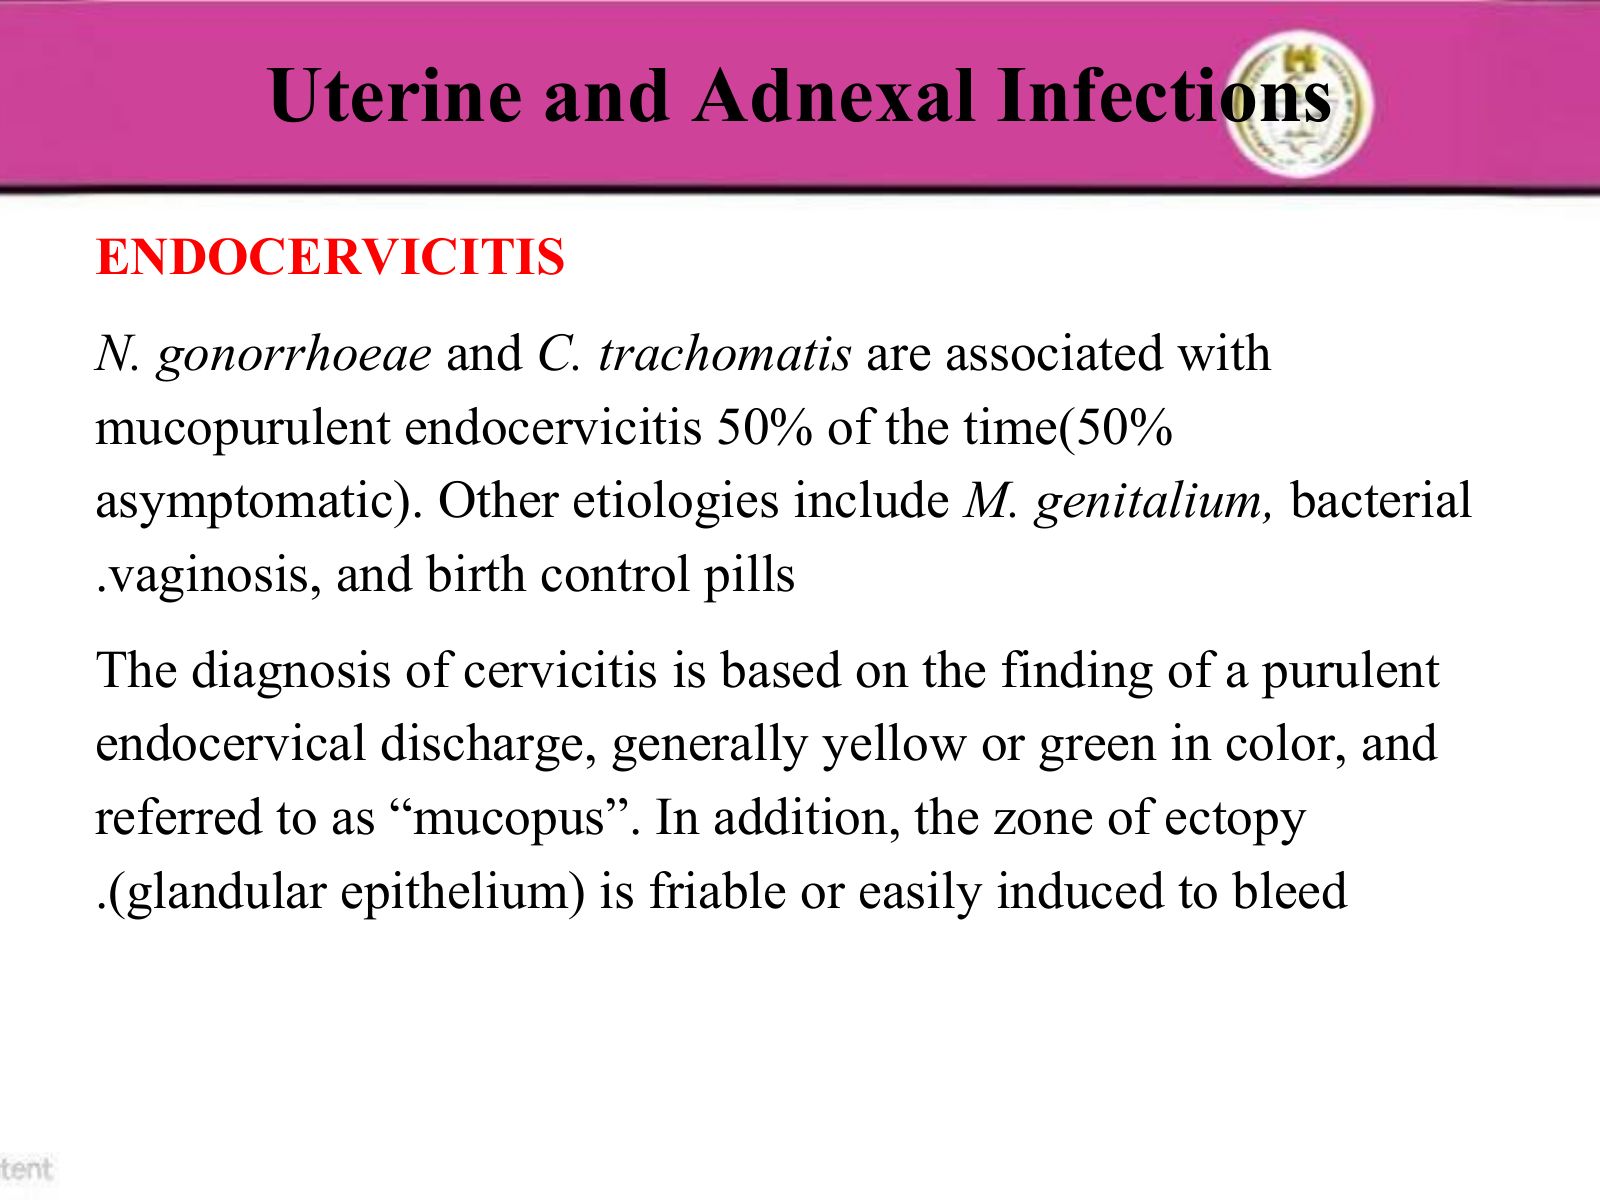 Uterine and Adnexal Infections
ENDOCERVICITIS
N. gonorrhoeae and C. trachomatis are associated with
mucopurulent endocervicitis 50% of the time(50%
asymptomatic). Other etiologies include M. genitalium, bacterial
.vaginosis, and birth control pills
The diagnosis of cervicitis is based on the finding of a purulent
endocervical discharge, generally yellow or green in color, and
referred to as “mucopus”. In addition, the zone of ectopy
.(glandular epithelium) is friable or easily induced to bleed
tent